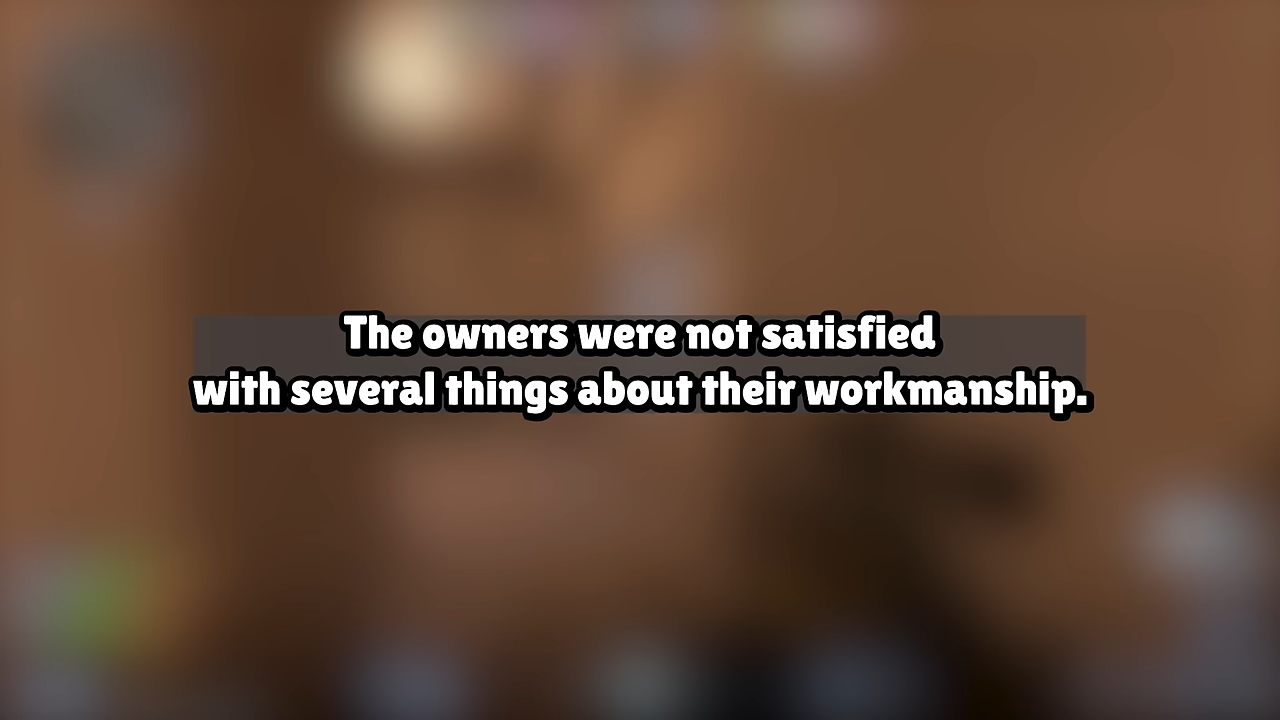 The owners were not satisfied
with several things about their workmanship.